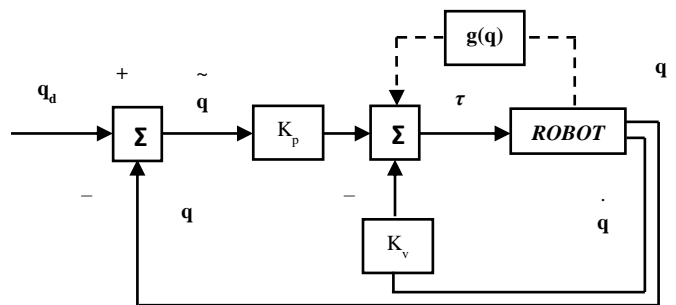 g(q)
+
~
q
q_d
q
τ
Σ
K_p
Σ
ROBOT
−
q
−
K_v
.
q